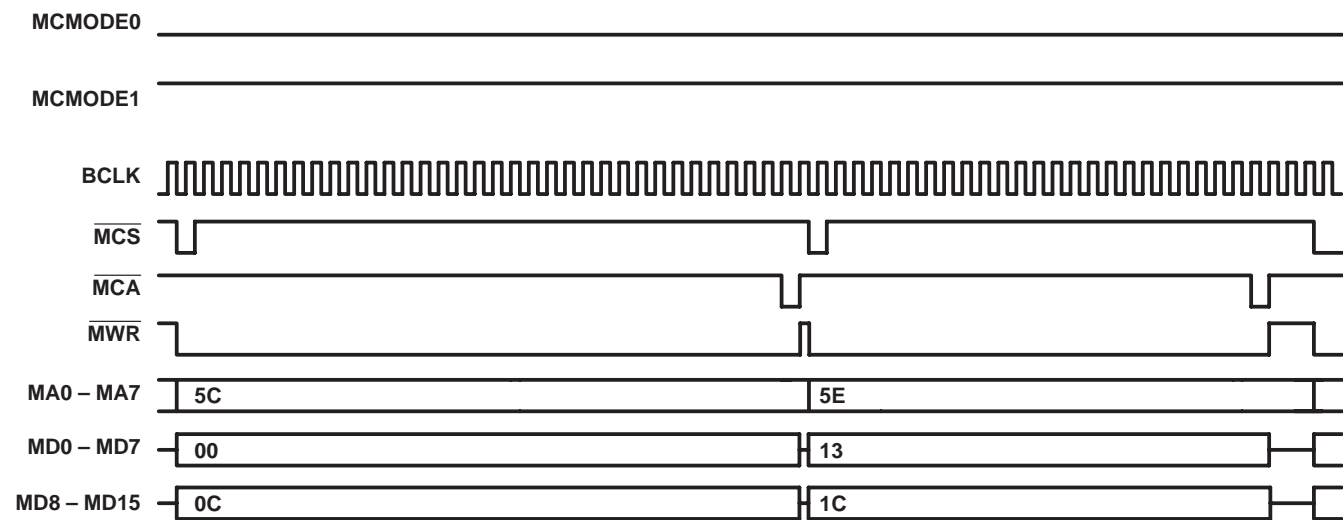 MCMODE0
MCMODE1
BCLK
MCS
MCA
MWR
MA0 – MA7 5C 5E
MD0 – MD7 00 13
MD8 – MD15 0C 1C